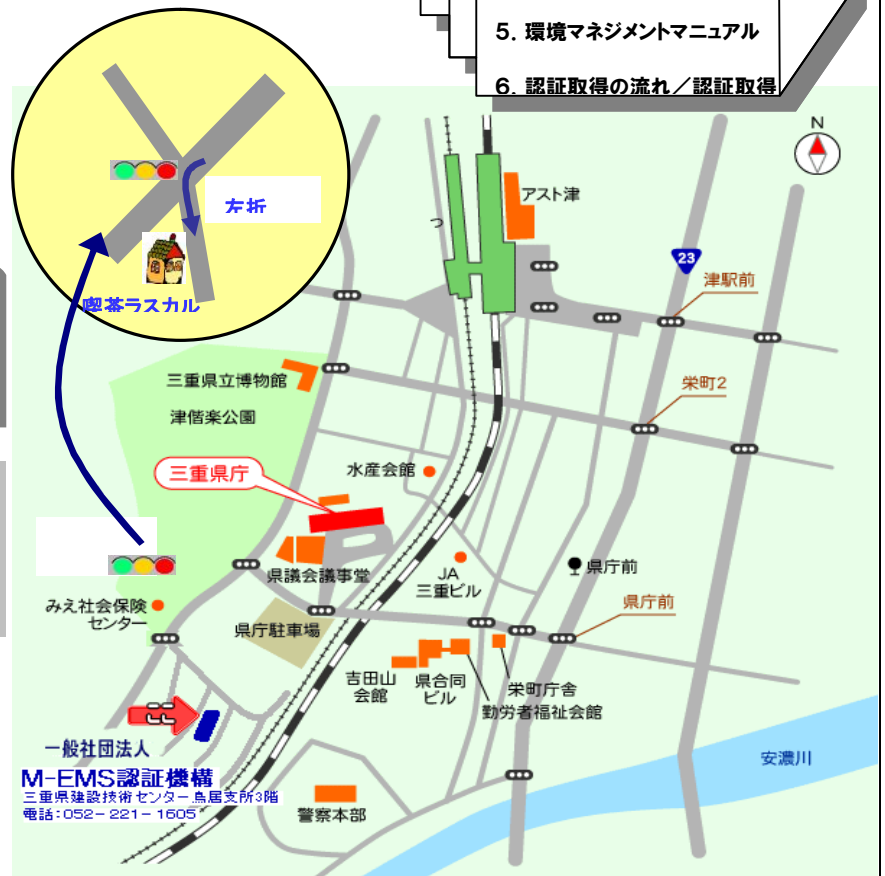 5. 環境マネジメントマニュアル
6. 認証取得の流れ／認証取得
N
左折
喫茶ラスカル
アスト津
つ
23
津駅前
三重県立博物館
栄町2
津偕楽公園
水産会館
三重県庁
県議会議事堂
JA
三重ビル
県庁前
みえ社会保険
センター
県庁前
県庁駐車場
吉田山
会館
県合同
ビル
栄町庁舎
勤労者福祉会館
ここ
一般社団法人
M-EMS認証機構
三重県建設技術センター鳥居支所3階
電話:052-221-1605
安濃川
警察本部